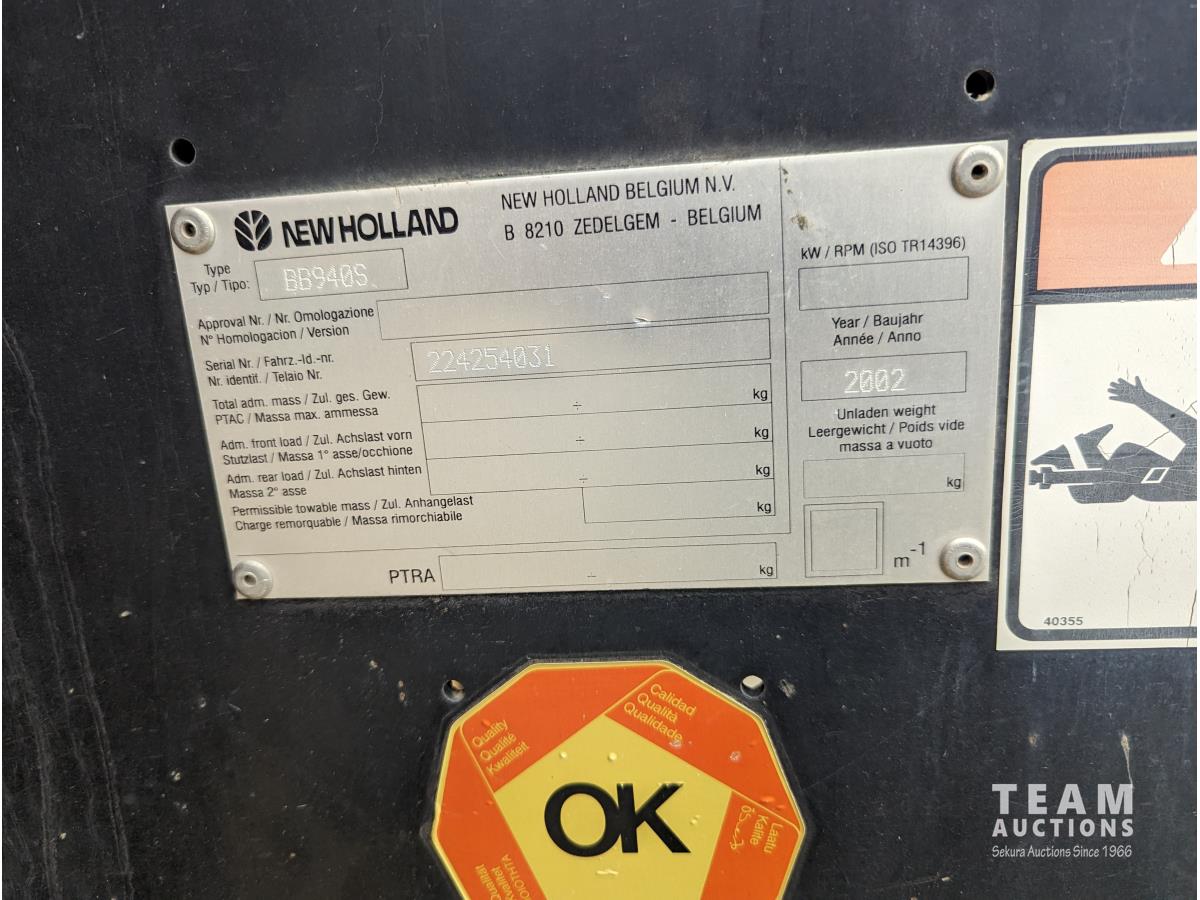 NEW HOLLAND
NEW HOLLAND BELGIUM N.V.
B 8210 ZEDELGEM - BELGIUM
Type
Typ / Tipo:
BB940S
Approval Nr. / Nr. Omologazione
N° Homologacion / Version
Serial Nr / Fahrz.-Id.-nr.
Nr. identif. / Telaio Nr.
224254031
Total adm. mass / Zul. ges. Gew.
PTAC / Massa max. ammessa
÷ kg
Adm. front load / Zul. Achslast vorn
Stutzlast / Massa 1° asse/occhione
÷ kg
Adm. rear load / Zul. Achslast hinten
Massa 2° asse
÷ kg
Permissible towable mass / Zul. Anhangelast
Charge remorquable / Massa rimorchiabile
kg
PTRA
÷ kg
kW / RPM (ISO TR14396)
Year / Baujahr
Année / Anno
2002
Unladen weight
Leergewicht / Poids vide
massa a vuoto
kg
m-1
40355
Quality
Qualité
Kwaliteit
Calidad
Qualità
Qualidade
OK
Laatu
Kalite
Qualität
Kvalitet
TEAM
AUCTIONS
Sekura Auctions Since 1966